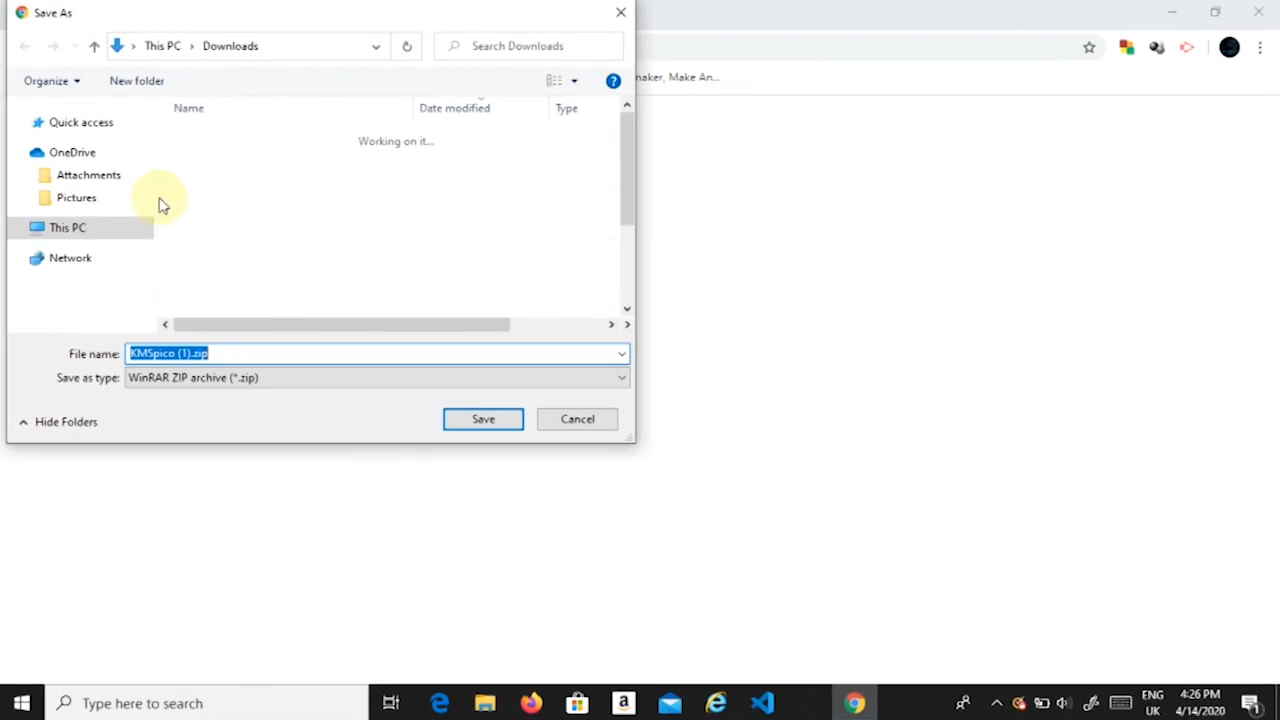 Save As
This PC > Downloads
Search Downloads
Organize
New folder
maker, Make An...
Name
Date modified
Type
Quick access
Working on it...
OneDrive
Attachments
Pictures
This PC
Network
File name:
KMSpico (1).zip
Save as type:
WinRAR ZIP archive (*.zip)
Hide Folders
Save
Cancel
Type here to search
ENG
UK
4:26 PM
4/14/2020